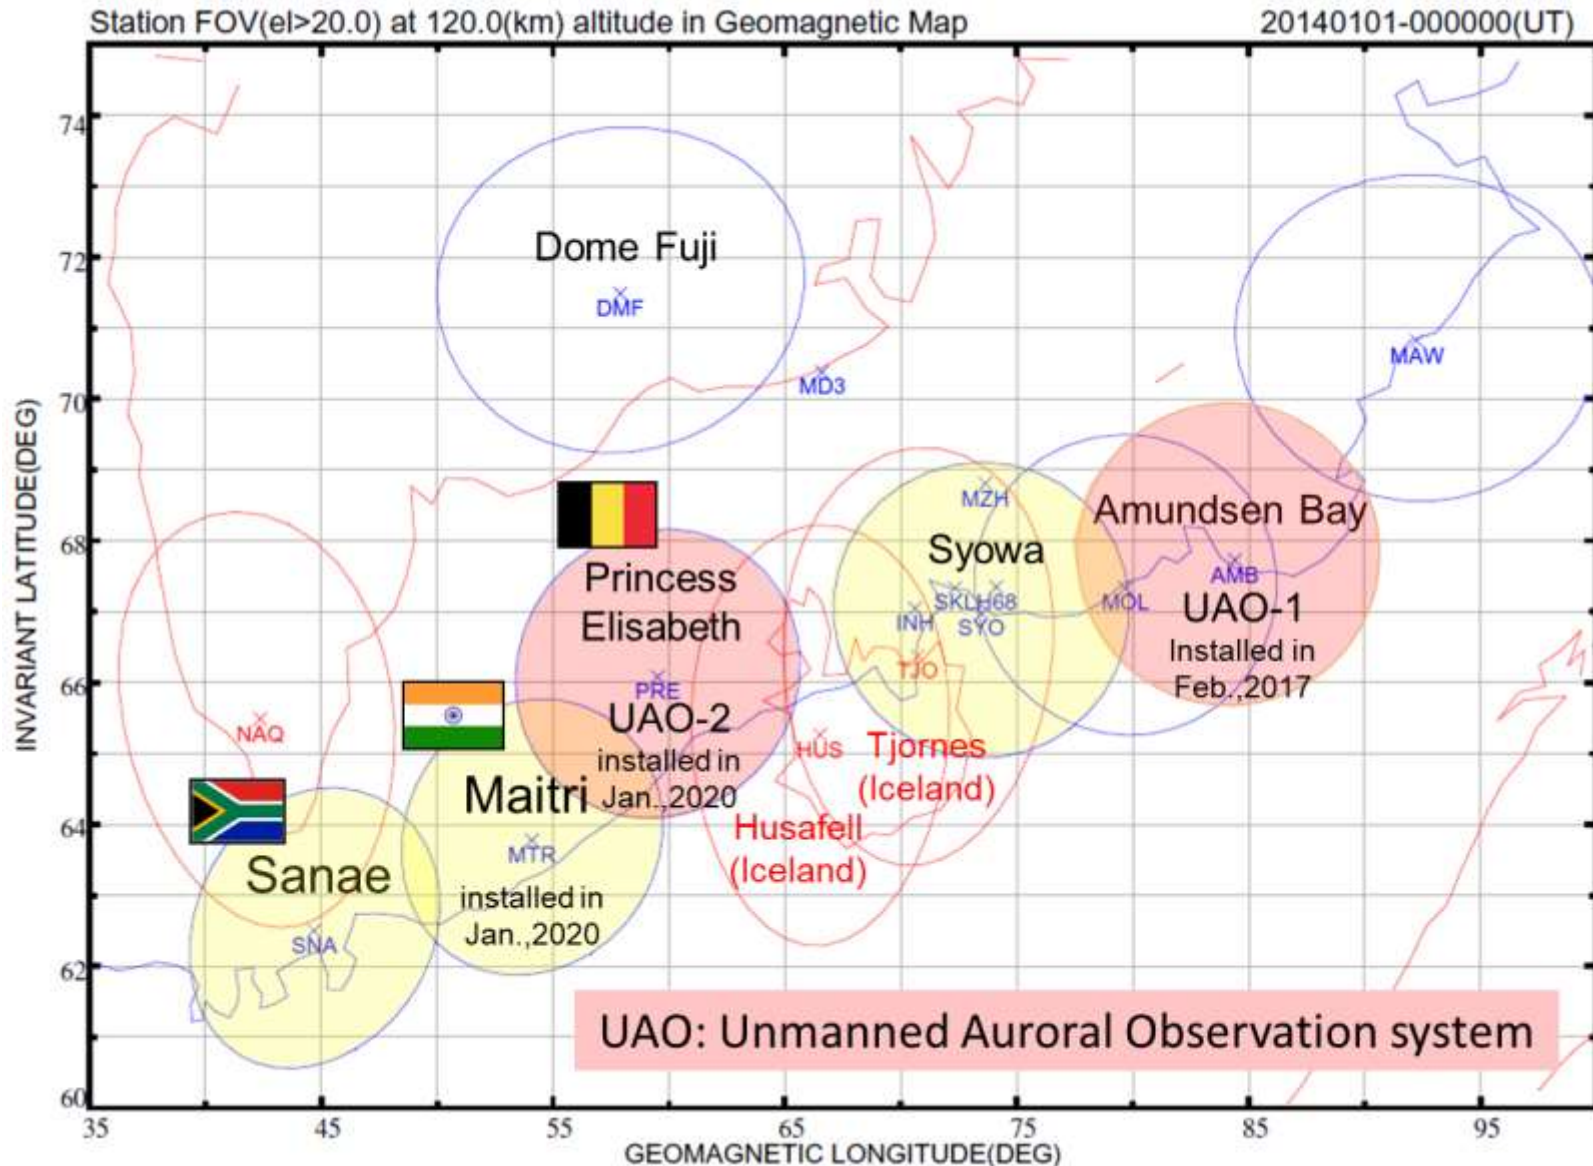 Station FOV(el>20.0) at 120.0(km) altitude in Geomagnetic Map 20140101-000000(UT)
INVARIANT LATITUDE(DEG)
74
72
70
68
66
64
62
60
Dome Fuji
DMF
MD3
MAW
MZH
Amundsen Bay
Syowa
AMB
UAO-1
Installed in
Feb.,2017
MOL
SKLH68
INH
SYO
TJO
Princess
Elisabeth
PRE
UAO-2
installed in
Jan.,2020
NAQ
HUS
Tjornes
(Iceland)
Husafell
(Iceland)
Maitri
MTR
installed in
Jan.,2020
Sanae
SNA
UAO: Unmanned Auroral Observation system
35 45 55 65 75 85 95
GEOMAGNETIC LONGITUDE(DEG)